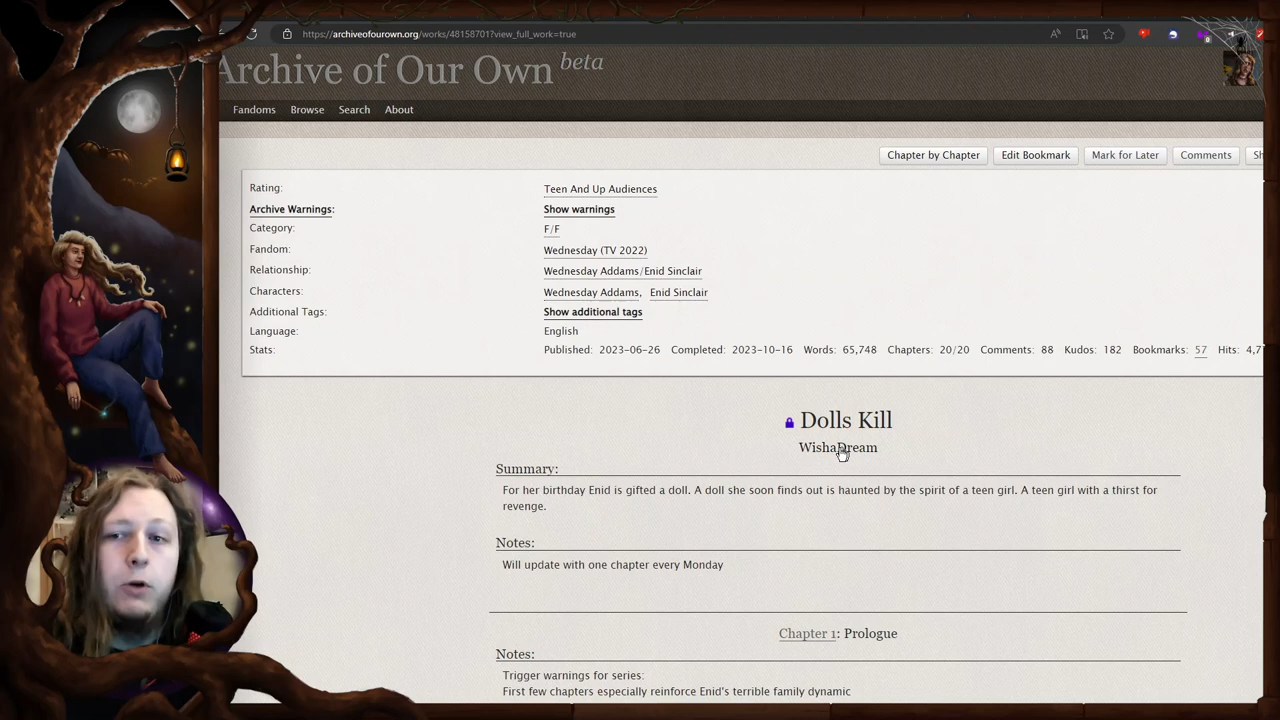 https://archiveofourown.org/works/48158701?view_full_work=true
Archive of Our Own beta
Fandoms Browse Search About
Chapter by Chapter Edit Bookmark Mark for Later Comments
Rating: Teen And Up Audiences
Archive Warnings: Show warnings
Category: F/F
Fandom: Wednesday (TV 2022)
Relationship: Wednesday Addams/Enid Sinclair
Characters: Wednesday Addams, Enid Sinclair
Additional Tags: Show additional tags
Language: English
Stats: Published: 2023-06-26 Completed: 2023-10-16 Words: 65,748 Chapters: 20/20 Comments: 88 Kudos: 182 Bookmarks: 57 Hits: 4,7
Dolls Kill
WishaDream
Summary:
For her birthday Enid is gifted a doll. A doll she soon finds out is haunted by the spirit of a teen girl. A teen girl with a thirst for
revenge.
Notes:
Will update with one chapter every Monday
Chapter 1: Prologue
Notes:
Trigger warnings for series:
First few chapters especially reinforce Enid's terrible family dynamic